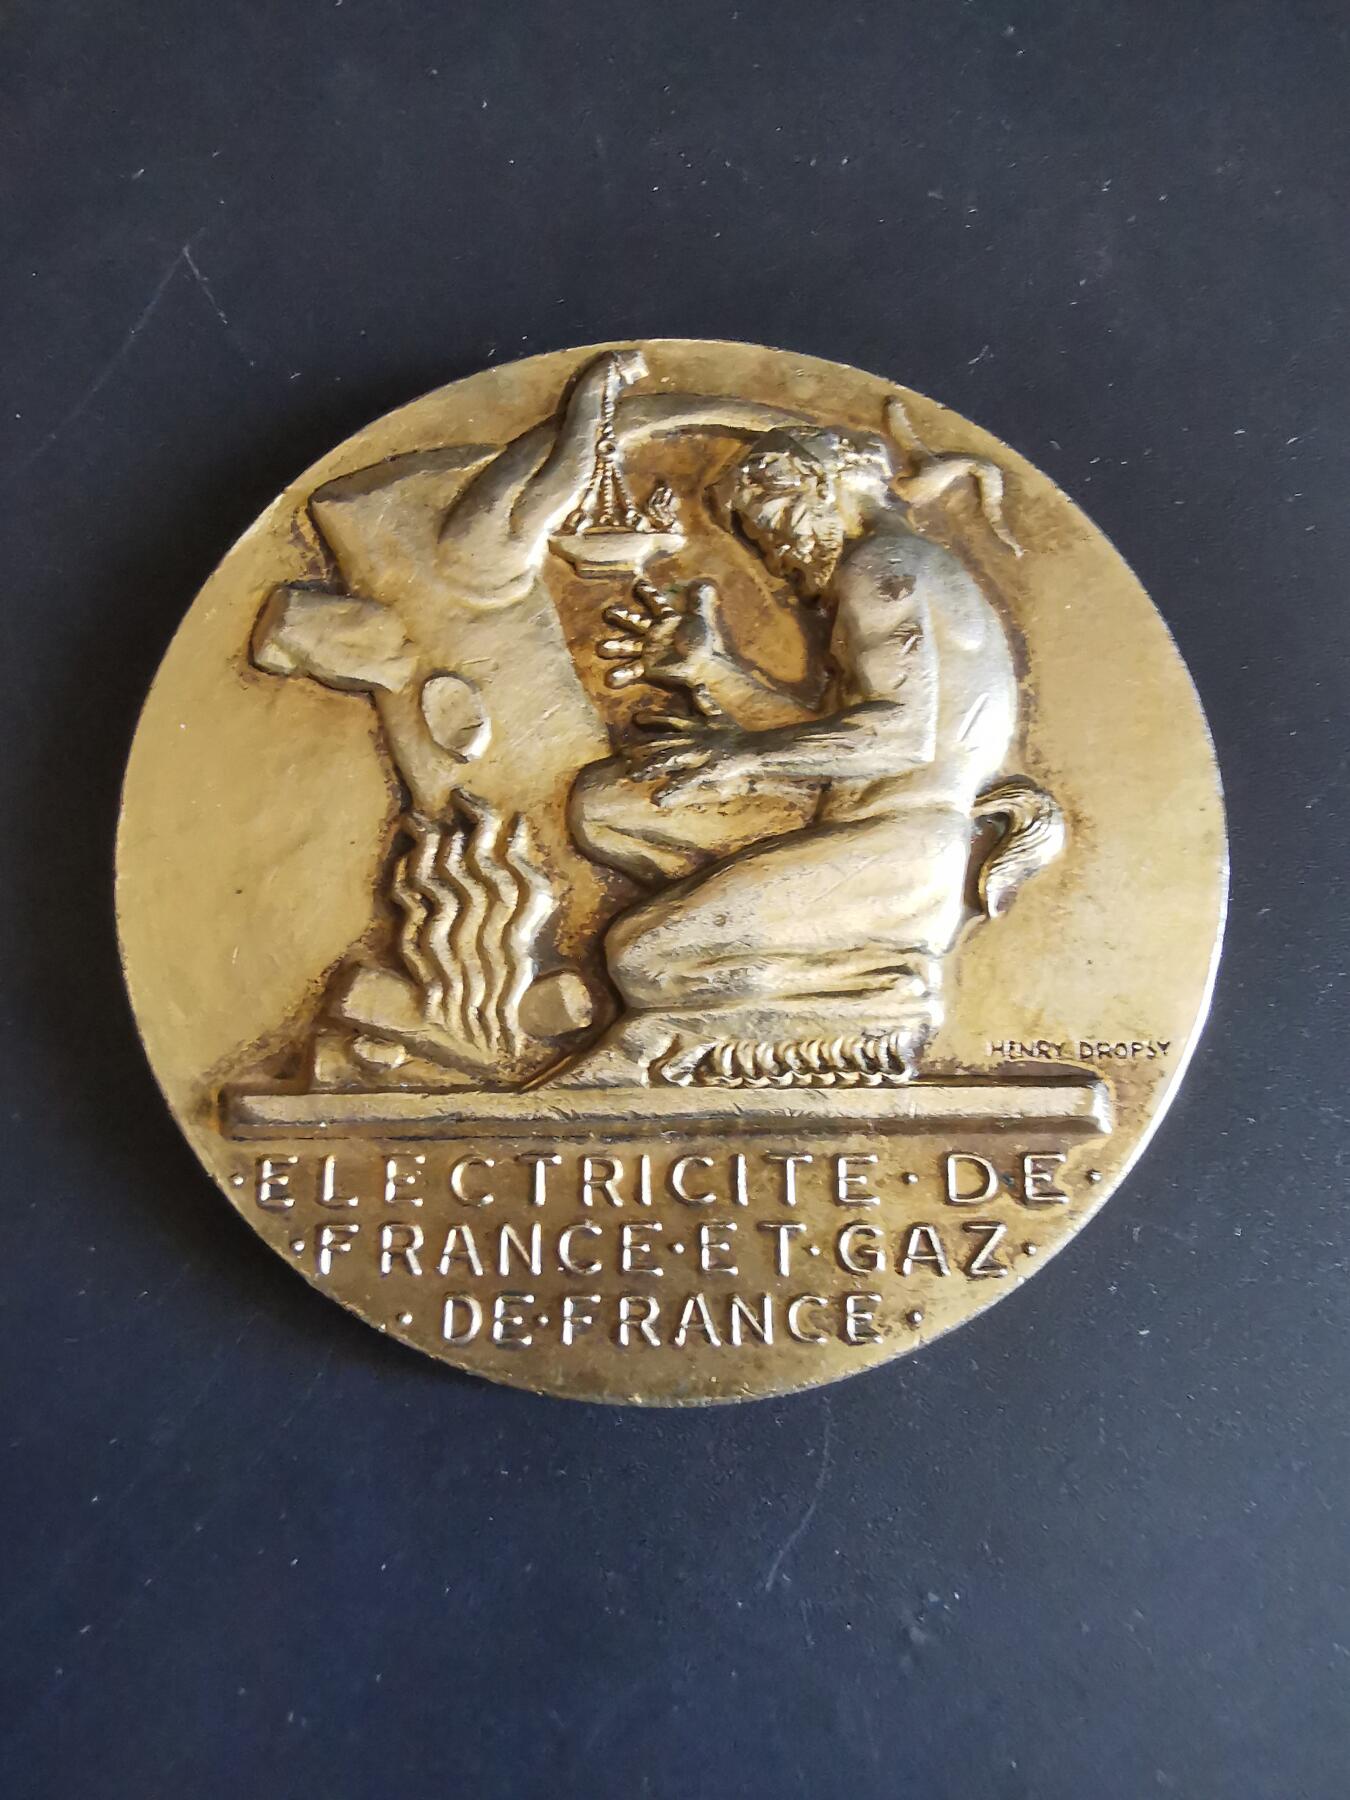 HENRY DROPSY
·ELECTRICITE·DE·
·FRANCE·ET·GAZ·
·DE·FRANCE·